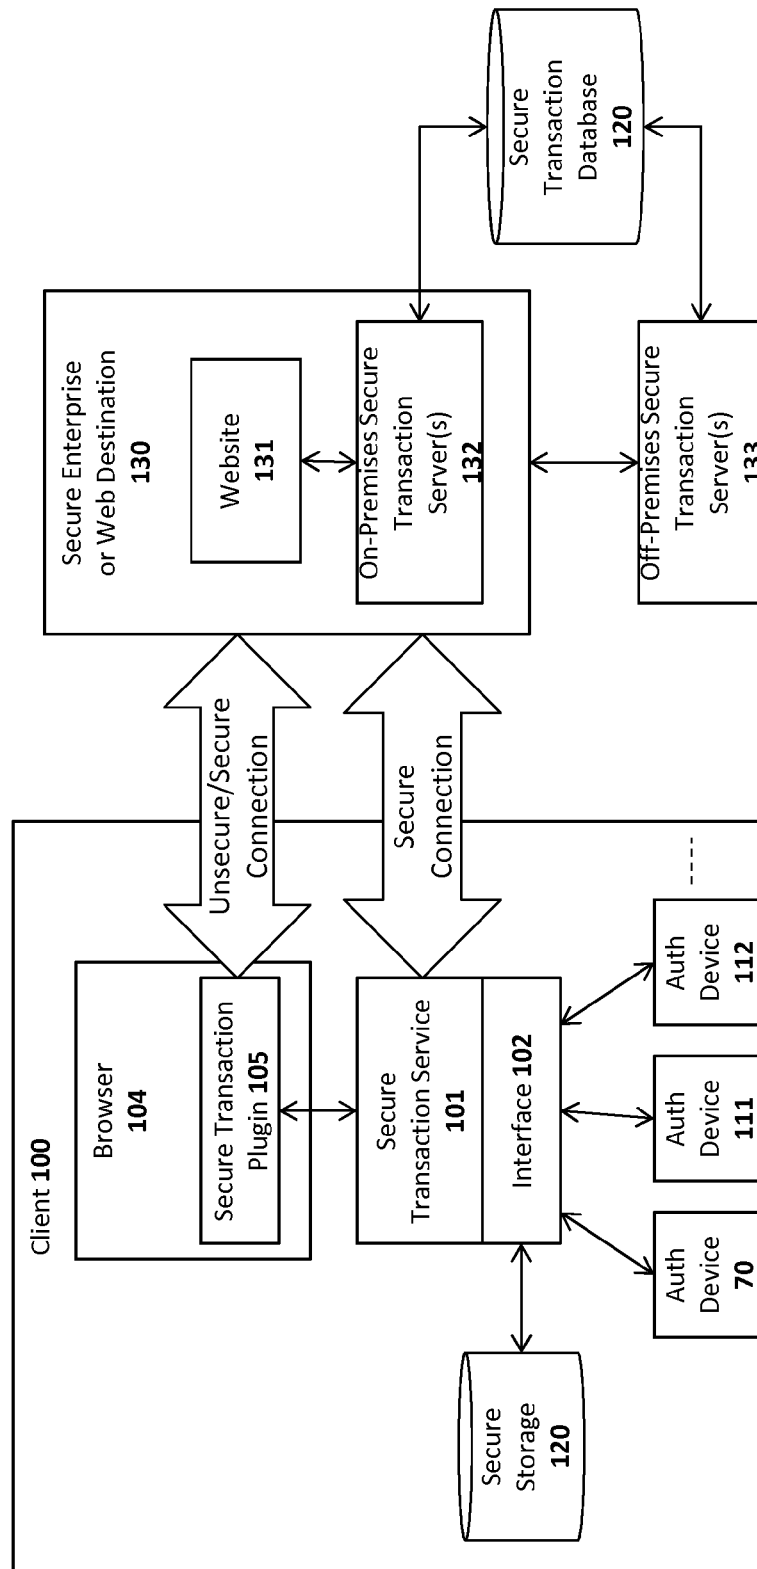 Client 100
Browser
104
Secure Transaction
Plugin 105
Secure
Transaction Service
101
Interface 102
Secure
Storage
120
Auth
Device
70
Auth
Device
111
Auth
Device
112
Unsecure/Secure
Connection
Secure
Connection
Secure Enterprise
or Web Destination
130
Website
131
On-Premises Secure
Transaction
Server(s)
132
Off-Premises Secure
Transaction
Server(s)
133
Secure
Transaction
Database
120